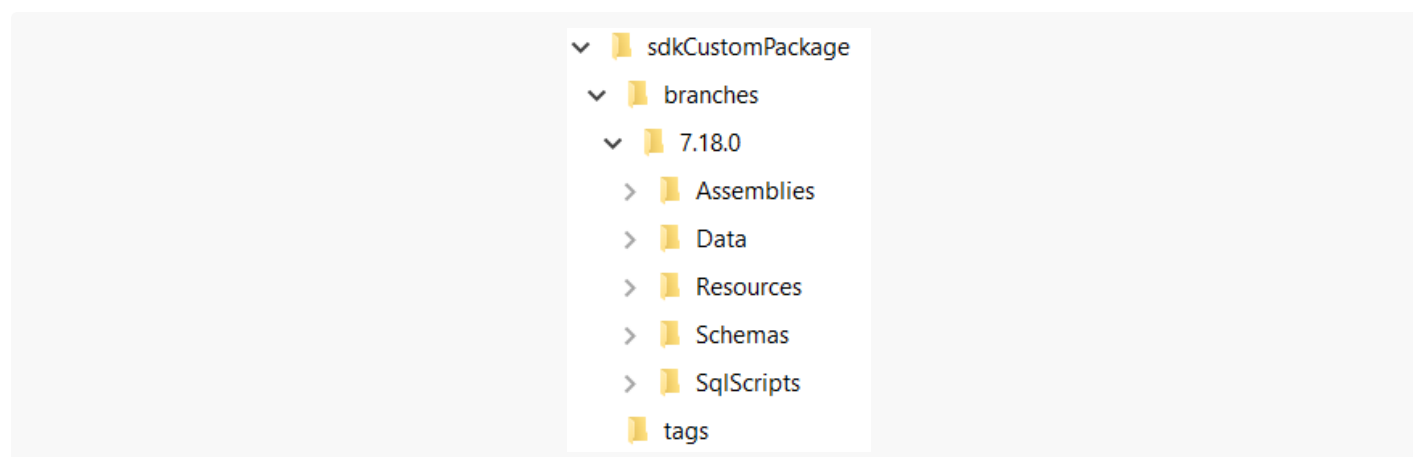 sdkCustomPackage
branches
7.18.0
Assemblies
Data
Resources
Schemas
SqlScripts
tags